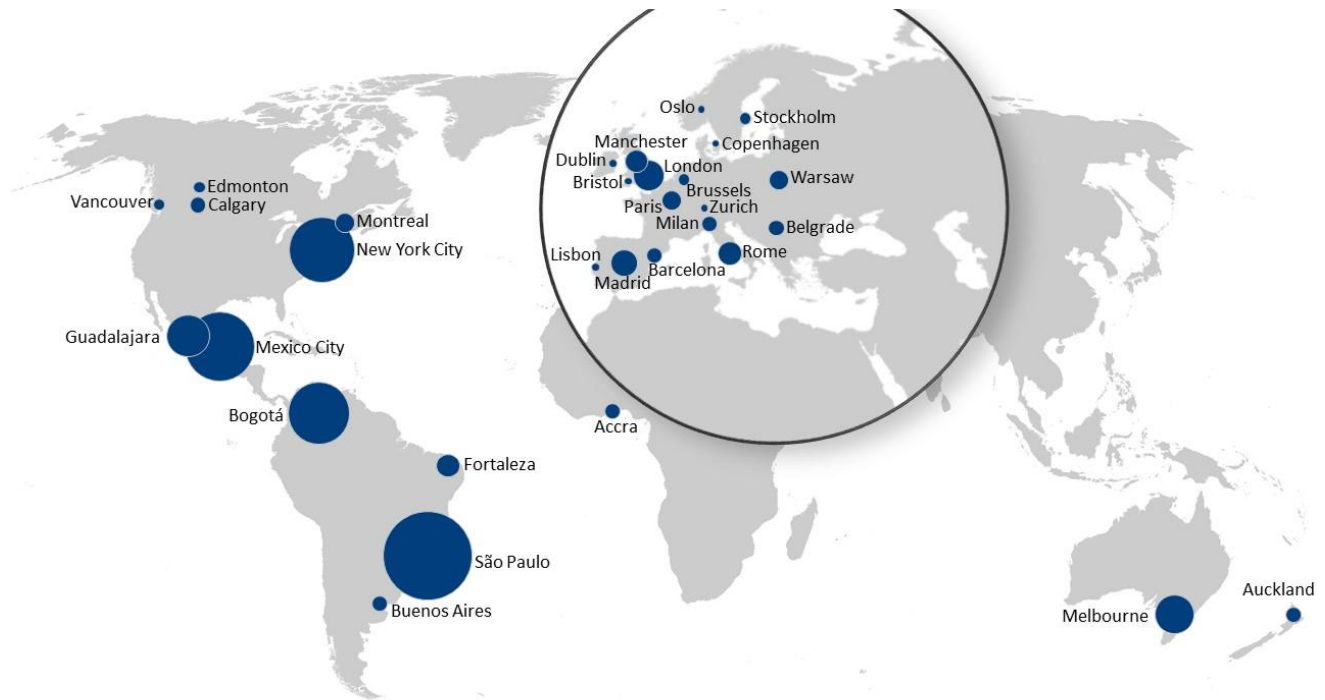 Oslo
Stockholm
Manchester
Copenhagen
Dublin
London
Bristol
Brussels
Warsaw
Edmonton
Vancouver
Calgary
Paris
Zurich
Montreal
Milan
Belgrade
New York City
Lisbon
Rome
Barcelona
Madrid
Guadalajara
Mexico City
Bogotá
Accra
Fortaleza
São Paulo
Auckland
Buenos Aires
Melbourne